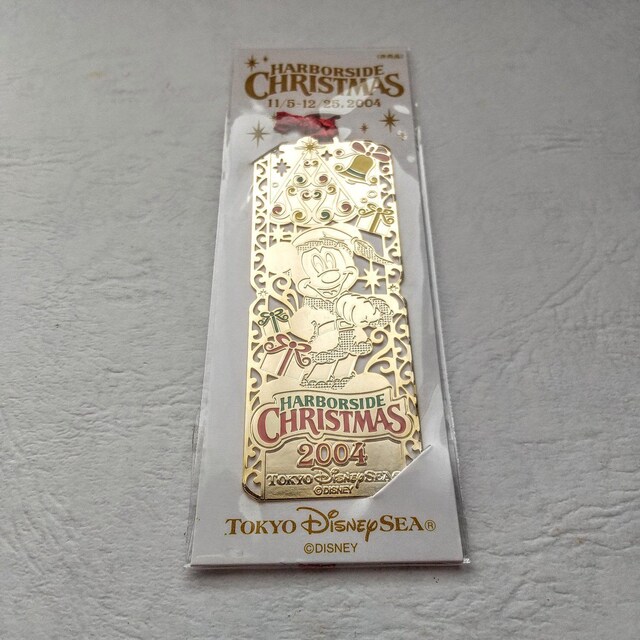 HARBORSIDE
CHRISTMAS
11/5-12/25, 2004
HARBORSIDE
CHRISTMAS
2004
TOKYO DISNEYSEA
©DISNEY
TOKYO DISNEYSEA®
©DISNEY